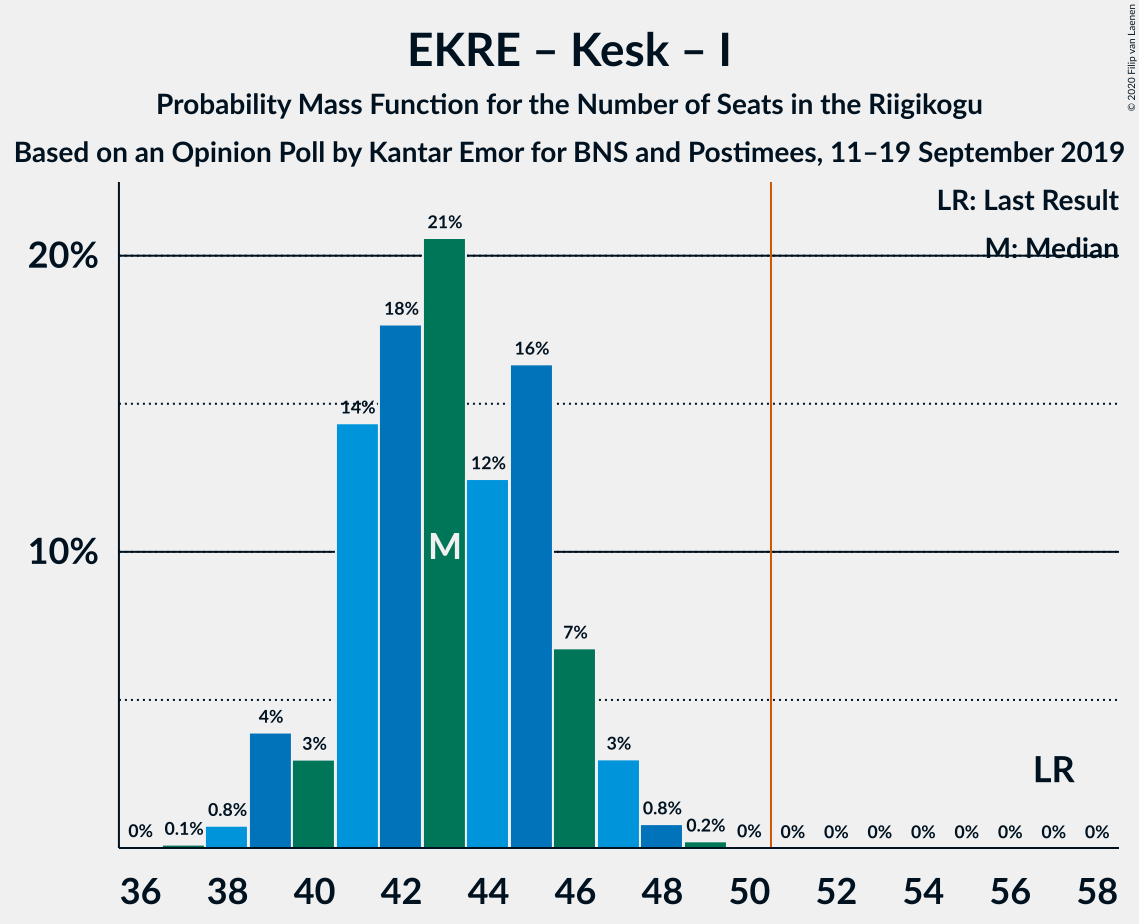 EKRE – Kesk – I
Probability Mass Function for the Number of Seats in the Riigikogu
Based on an Opinion Poll by Kantar Emor for BNS and Postimees, 11–19 September 2019
© 2020 Filip van Laenen
LR: Last Result
M: Median
20%
10%
0%
0.1%
0.8%
4%
3%
14%
18%
21%
12%
16%
7%
3%
0.8%
0.2%
0%
0%
0%
0%
0%
0%
0%
0%
0%
M
LR
36 38 40 42 44 46 48 50 52 54 56 58